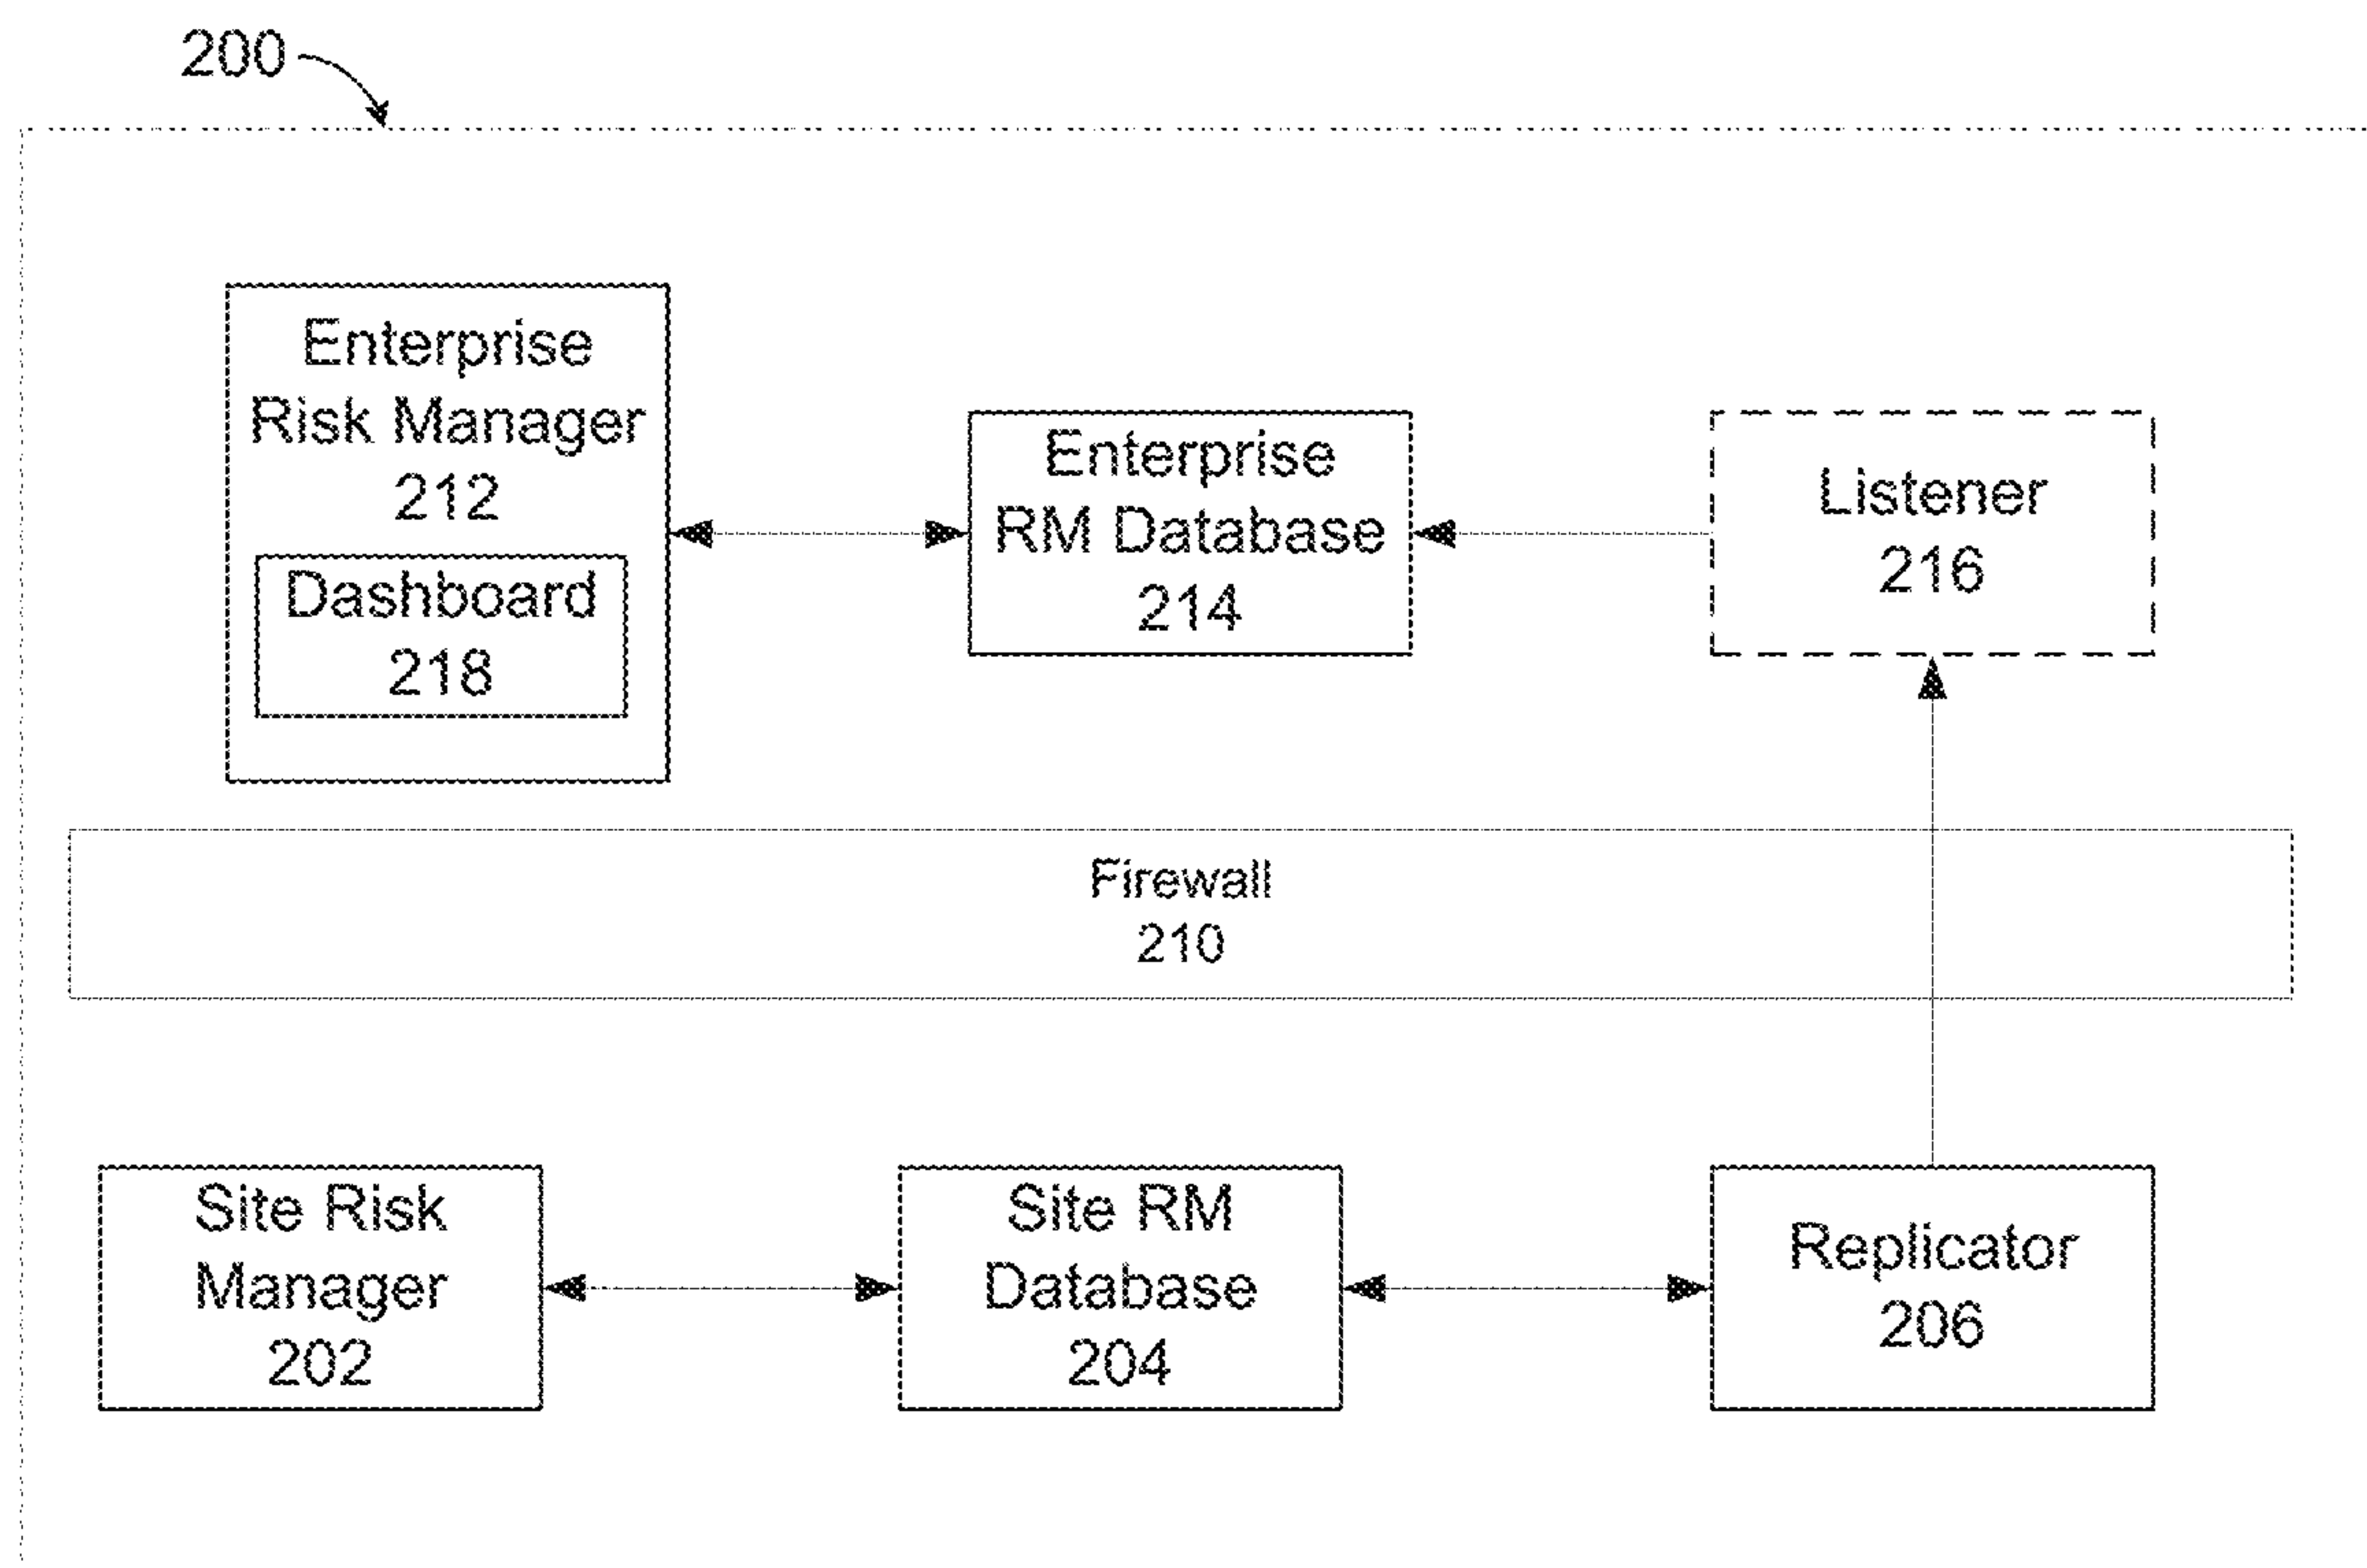 200
Enterprise
Risk Manager
212
Dashboard
218
Enterprise
RM Database
214
Listener
216
Firewall
210
Site Risk
Manager
202
Site RM
Database
204
Replicator
206